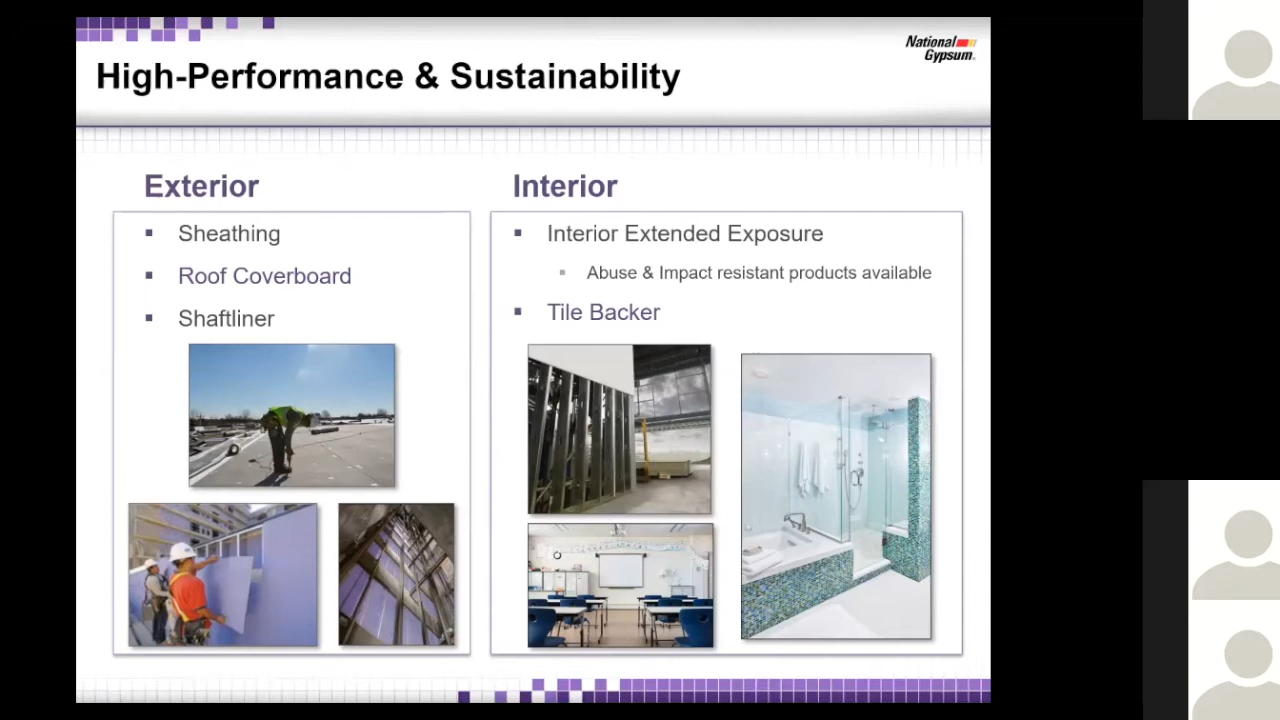 National
Gypsum
High-Performance & Sustainability
Exterior
Sheathing
Roof Coverboard
Shaftliner
Interior
Interior Extended Exposure
Abuse & Impact resistant products available
Tile Backer